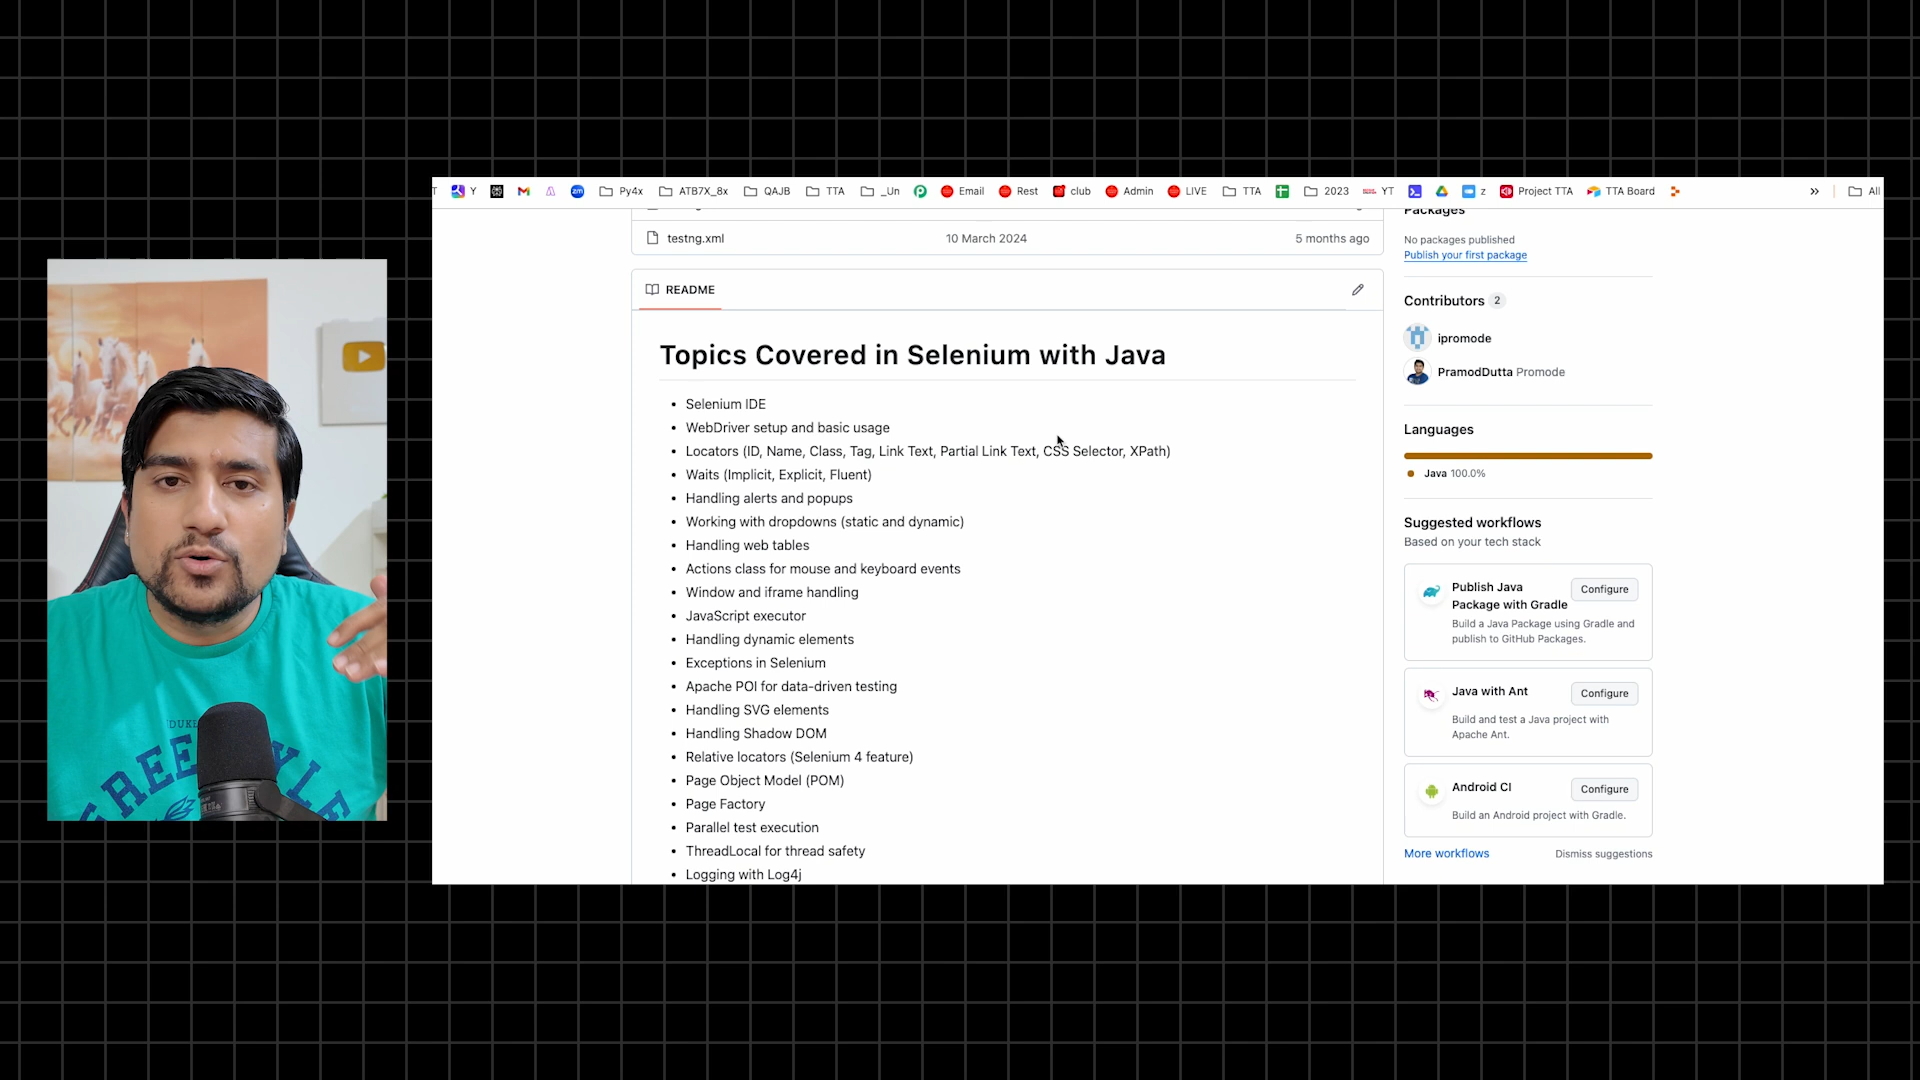 T
Y
Py4x
ATB7X_8x
QAJB
TTA
_Un
Email
Rest
club
Admin
LIVE
TTA
2023
YT
z
Project TTA
TTA Board
»
All
testng.xml
10 March 2024
5 months ago
README
Topics Covered in Selenium with Java
• Selenium IDE
• WebDriver setup and basic usage
• Locators (ID, Name, Class, Tag, Link Text, Partial Link Text, CSS Selector, XPath)
• Waits (Implicit, Explicit, Fluent)
• Handling alerts and popups
• Working with dropdowns (static and dynamic)
• Handling web tables
• Actions class for mouse and keyboard events
• Window and iframe handling
• JavaScript executor
• Handling dynamic elements
• Exceptions in Selenium
• Apache POI for data-driven testing
• Handling SVG elements
• Handling Shadow DOM
• Relative locators (Selenium 4 feature)
• Page Object Model (POM)
• Page Factory
• Parallel test execution
• ThreadLocal for thread safety
• Logging with Log4j
Packages
No packages published
Publish your first package
Contributors 2
ipromode
PramodDutta Promode
Languages
Java 100.0%
Suggested workflows
Based on your tech stack
Publish Java
Package with Gradle
Configure
Build a Java Package using Gradle and
publish to GitHub Packages.
Java with Ant
Configure
Build and test a Java project with
Apache Ant.
Android CI
Configure
Build an Android project with Gradle.
More workflows
Dismiss suggestions